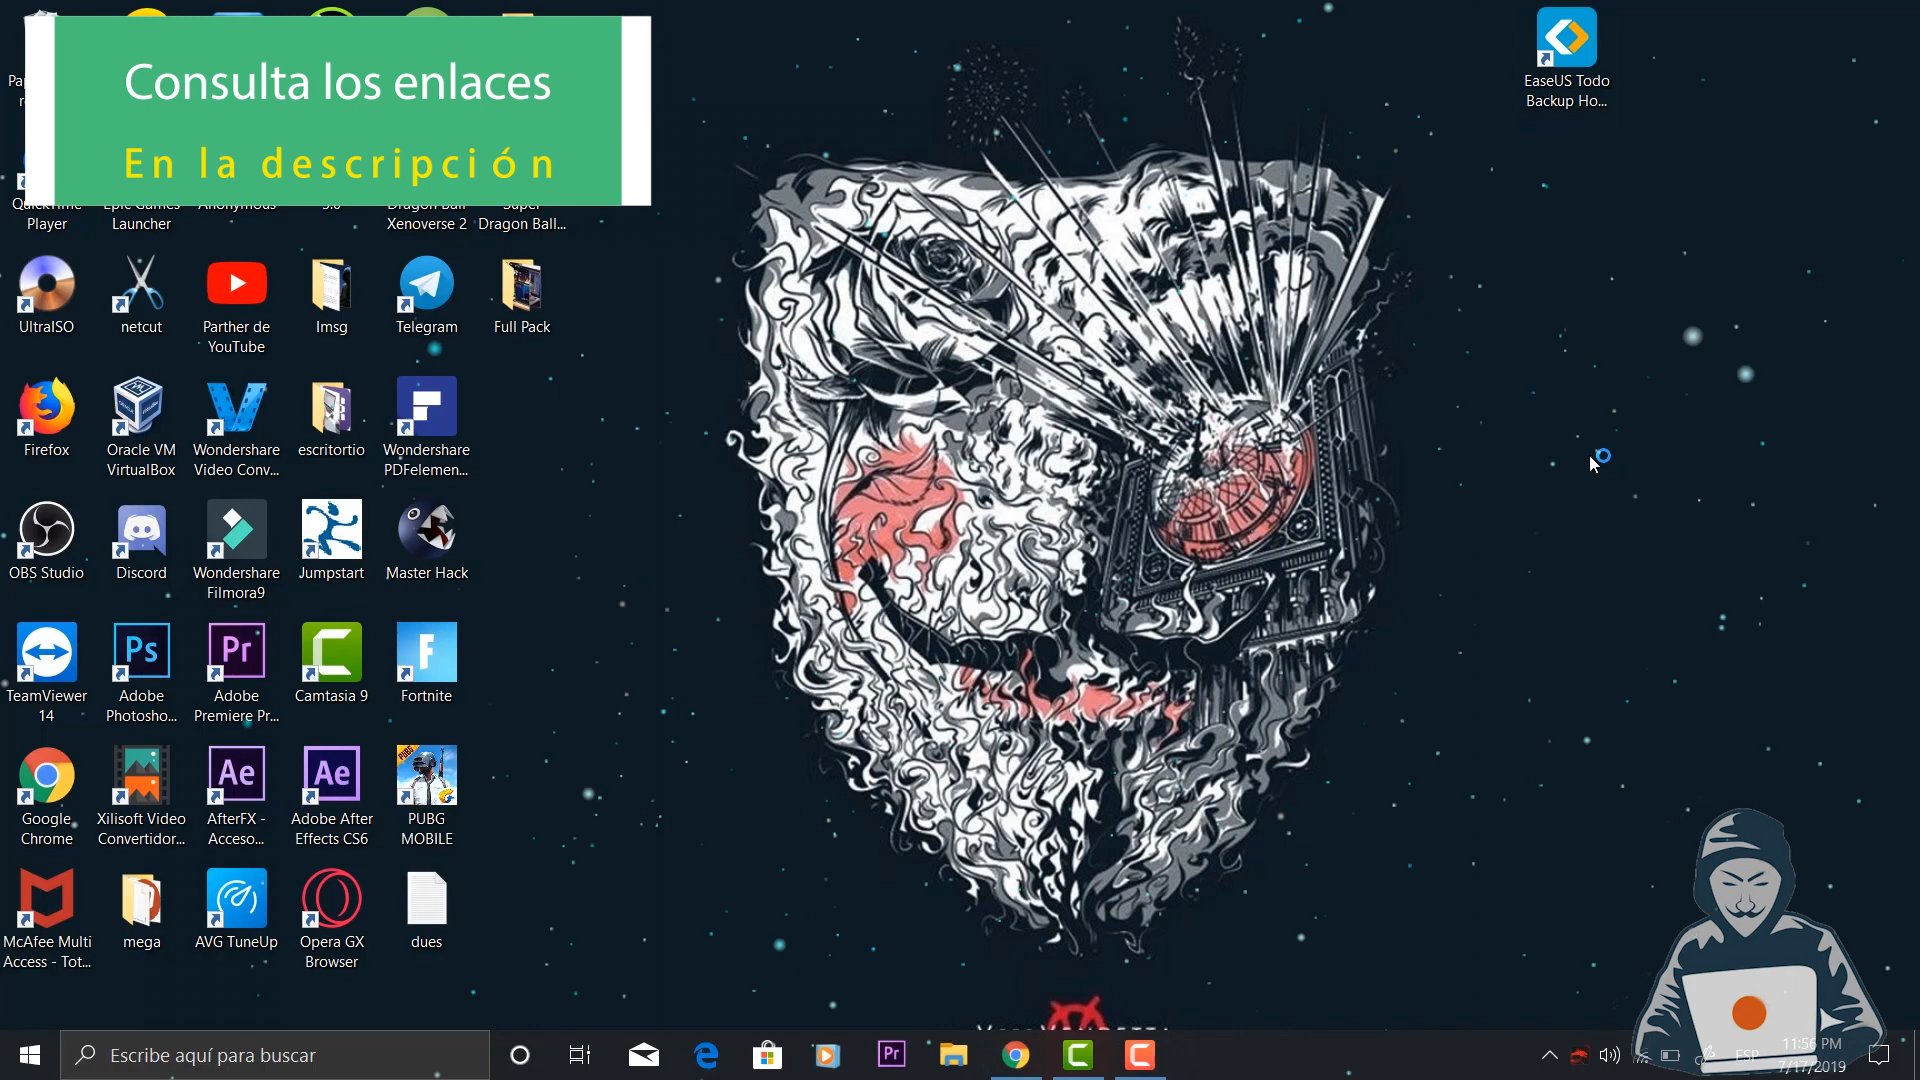 Consulta los enlaces
En la descripción
EaseUS Todo
Backup Ho...
Player
Launcher
Xenoverse 2
Dragon Ball...
UltraISO
netcut
Parther de
YouTube
Imsg
Telegram
Full Pack
Firefox
Oracle VM
VirtualBox
Wondershare
Video Conv...
escritortio
Wondershare
PDFelemen...
OBS Studio
Discord
Wondershare
Filmora9
Jumpstart
Master Hack
TeamViewer
14
Adobe
Photosho...
Adobe
Premiere Pr...
Camtasia 9
Fortnite
Google
Chrome
Xilisoft Video
Convertidor...
AfterFX -
Acceso...
Adobe After
Effects CS6
PUBG
MOBILE
McAfee Multi
Access - Tot...
mega
AVG TuneUp
Opera GX
Browser
dues
Escribe aquí para buscar
ESP
11:56 PM
7/17/2019